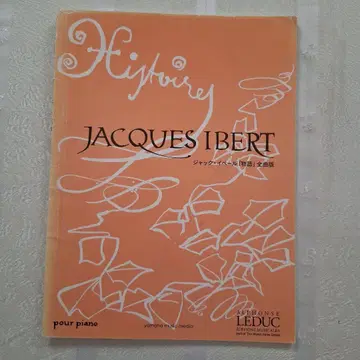 Histoires
JACQUES IBERT
ジャック・イベール「物語」全曲版
ALPHONSE
LEDUC
pour piano